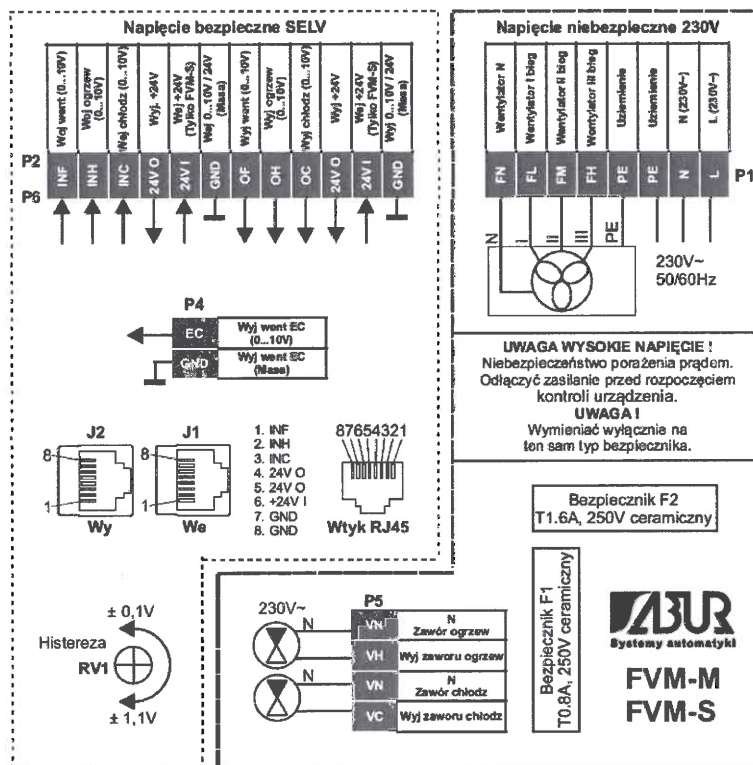 Napięcie bezpieczne SELV
Wej went (0...10V)
Wej ogrzew (0...10V)
Wej chłodz (0...10V)
Wyj. +24V
Wej +24V (Tylko FVM-S)
Wej 0...10V / 24V (Masa)
Wyj went (0...10V)
Wyj ogrzew (0...10V)
Wyj chłodz (0...10V)
Wyj +24V
Wej +24V (Tylko FVM-S)
Wyj 0...10V / 24V (Masa)
P2
P6
INF
INH
INC
24V O
24V I
GND
OF
OH
OC
24V O
24V I
GND
Napięcie niebezpieczne 230V
Wentylator N
Wentylator I bieg
Wentylator II bieg
Wentylator III bieg
Uziemienie
Uziemienie
N (230V~)
L (230V~)
FN
FL
FM
FH
PE
PE
N
L
P1
N
I
II
III
PE
230V~
50/60Hz
P4
EC
Wyj went EC
(0...10V)
GND
Wyj went EC
(Masa)
UWAGA WYSOKIE NAPIĘCIE !
Niebezpieczeństwo porażenia prądem.
Odłączyć zasilanie przed rozpoczęciem
kontroli urządzenia.
UWAGA !
Wymieniać wyłącznie na
ten sam typ bezpiecznika.
J2
8
1
Wy
J1
8
1
We
1. INF
2. INH
3. INC
4. 24V O
5. 24V O
6. +24V I
7. GND
8. GND
87654321
Wtyk RJ45
Bezpiecznik F2
T1.6A, 250V ceramiczny
Bezpiecznik F1
T0.8A, 250V ceramiczny
± 0,1V
Histereza
RV1
± 1,1V
230V~
P5
N
VN
N
Zawór ogrzew
VH
Wyj zaworu ogrzew
N
VN
N
Zawór chłodz
VC
Wyj zaworu chłodz
SABUR
Systemy automatyki
FVM-M
FVM-S